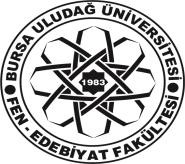 BURSA ULUDAĞ ÜNİVERSİTESİ
1983
FEN - EDEBİYAT FAKÜLTESİ